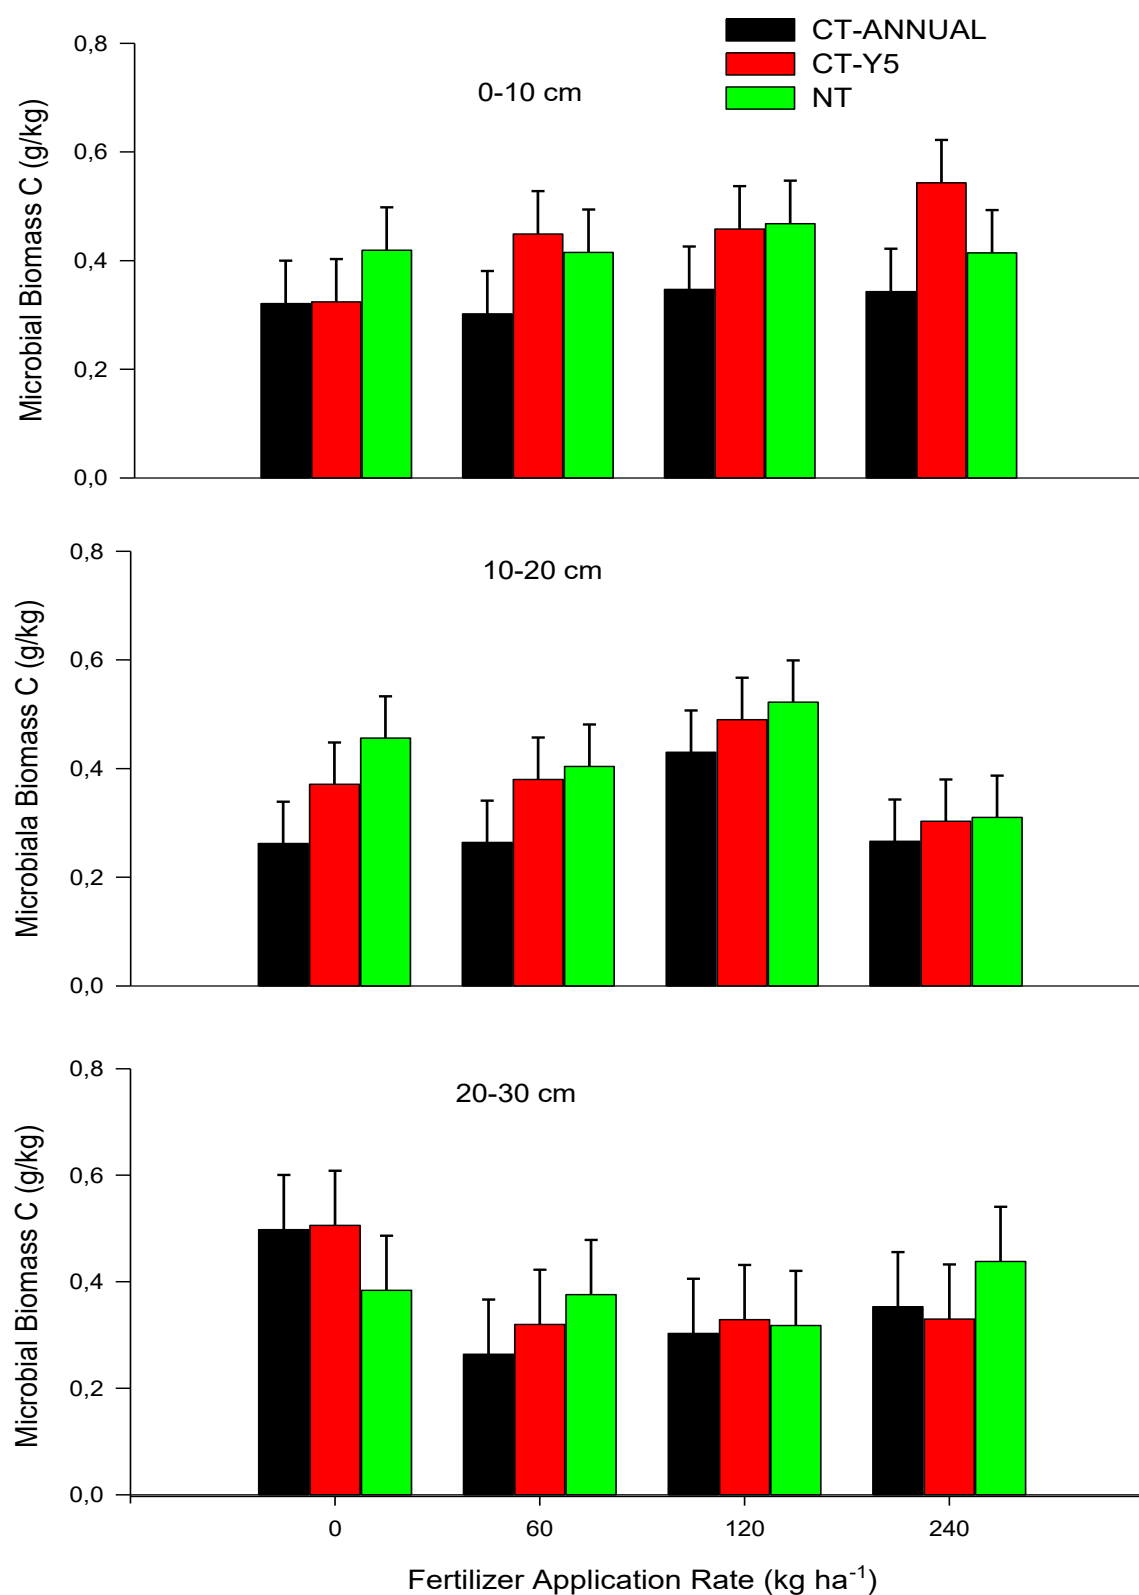 CT-ANNUAL
CT-Y5
NT
0-10 cm
Microbial Biomass C (g/kg)
0,8
0,6
0,4
0,2
0,0
10-20 cm
Microbiala Biomass C (g/kg)
0,8
0,6
0,4
0,2
0,0
20-30 cm
Microbial Biomass C (g/kg)
0,8
0,6
0,4
0,2
0,0
0 60 120 240
Fertilizer Application Rate (kg ha⁻¹)